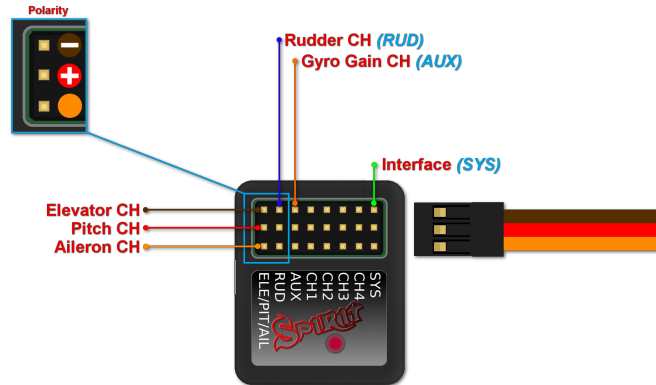 Polarity
Rudder CH (RUD)
Gyro Gain CH (AUX)
Interface (SYS)
Elevator CH
Pitch CH
Aileron CH
ELE/PIT/AIL
RUD
AUX
CH1
CH2
CH3
CH4
SYS
Spirit